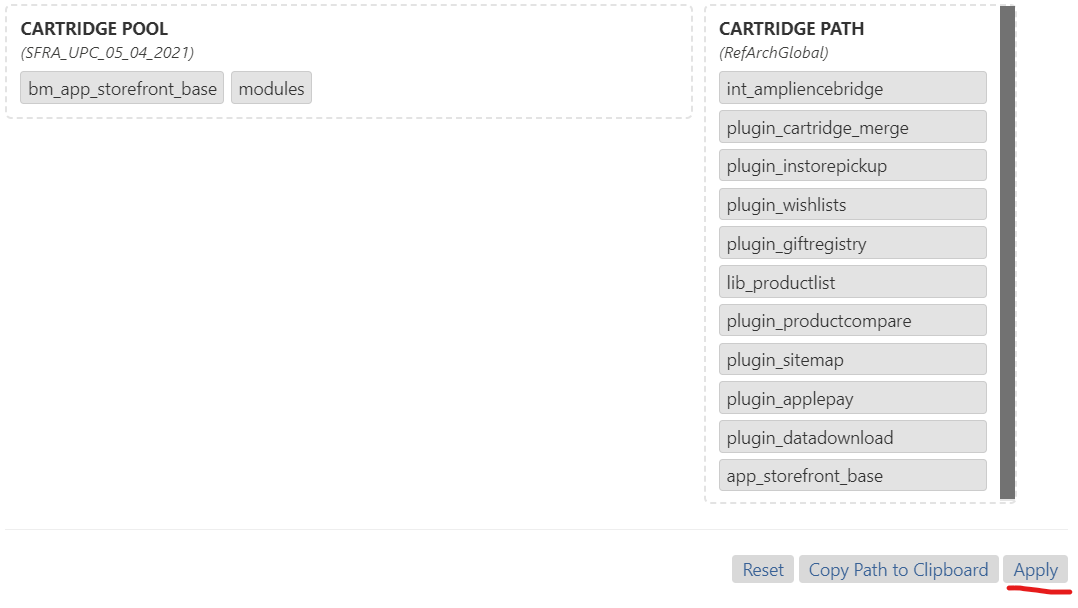 CARTRIDGE POOL
(SFRA_UPC_05_04_2021)
bm_app_storefront_base modules
CARTRIDGE PATH
(RefArchGlobal)
int_ampliencebridge
plugin_cartridge_merge
plugin_instorepickup
plugin_wishlists
plugin_giftregistry
lib_productlist
plugin_productcompare
plugin_sitemap
plugin_applepay
plugin_datadownload
app_storefront_base
Reset Copy Path to Clipboard Apply